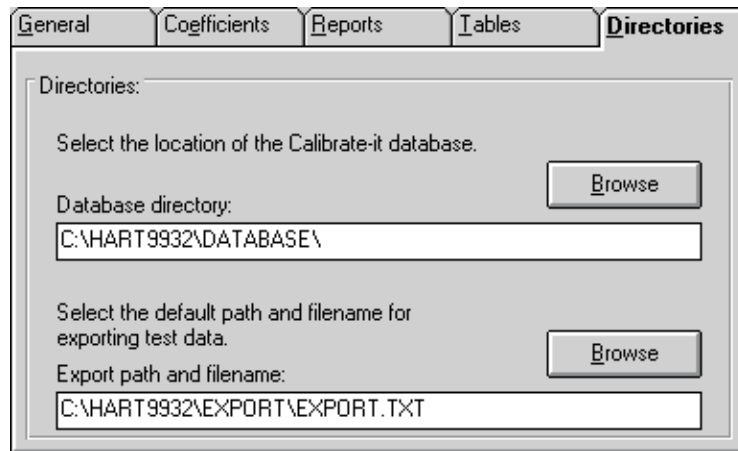 General Coefficients Reports Tables Directories
Directories:
Select the location of the Calibrate-it database.
Browse
Database directory:
C:\HART9932\DATABASE\
Select the default path and filename for
exporting test data.
Browse
Export path and filename:
C:\HART9932\EXPORT\EXPORT.TXT